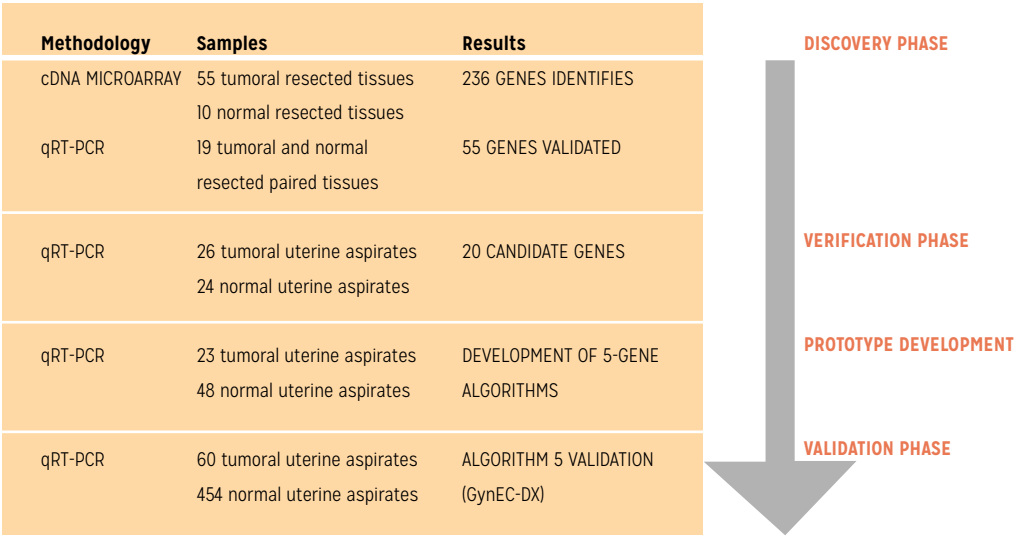 Methodology Samples Results
DISCOVERY PHASE
cDNA MICROARRAY 55 tumoral resected tissues 236 GENES IDENTIFIES
10 normal resected tissues
qRT-PCR 19 tumoral and normal 55 GENES VALIDATED
resected paired tissues
VERIFICATION PHASE
qRT-PCR 26 tumoral uterine aspirates 20 CANDIDATE GENES
24 normal uterine aspirates
PROTOTYPE DEVELOPMENT
qRT-PCR 23 tumoral uterine aspirates DEVELOPMENT OF 5-GENE
48 normal uterine aspirates ALGORITHMS
VALIDATION PHASE
qRT-PCR 60 tumoral uterine aspirates ALGORITHM 5 VALIDATION
454 normal uterine aspirates (GynEC-DX)